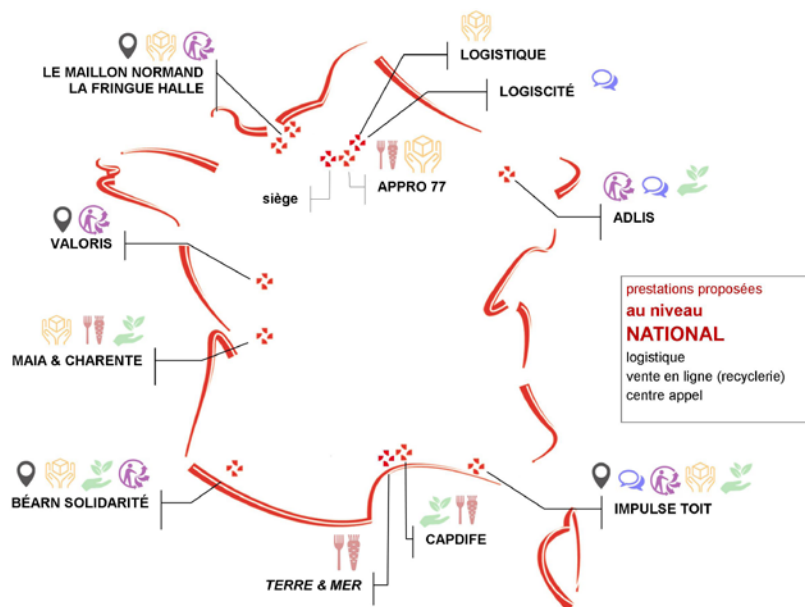 LE MAILLON NORMAND
LA FRINGUE HALLE
LOGISTIQUE
LOGISCITÉ
siège
APPRO 77
ADLIS
VALORIS
prestations proposées
au niveau
NATIONAL
logistique
vente en ligne (recyclerie)
centre appel
MAIA & CHARENTE
BÉARN SOLIDARITÉ
IMPULSE TOIT
CAPDIFE
TERRE & MER